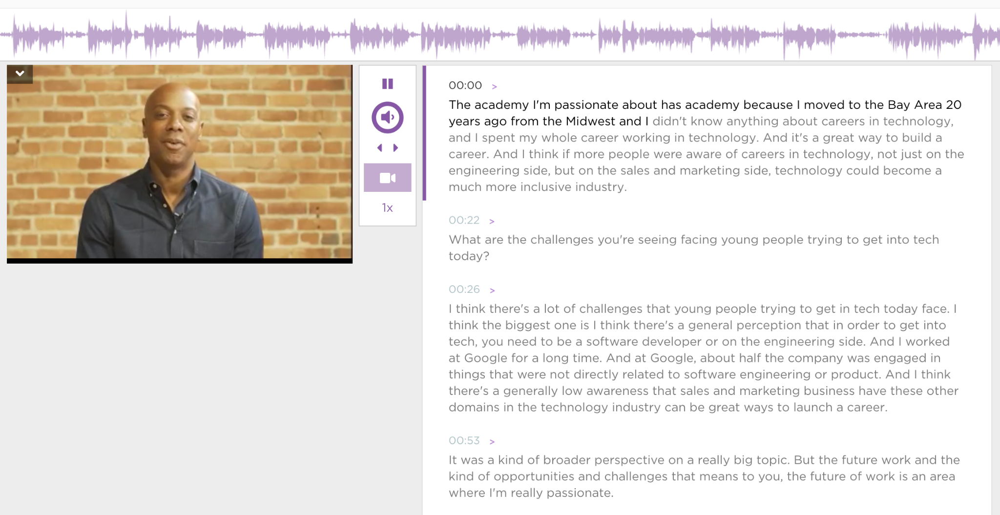 1x
00:00 >
The academy I'm passionate about has academy because I moved to the Bay Area 20
years ago from the Midwest and I didn't know anything about careers in technology,
and I spent my whole career working in technology. And it's a great way to build a
career. And I think if more people were aware of careers in technology, not just on the
engineering side, but on the sales and marketing side, technology could become a
much more inclusive industry.
00:22 >
What are the challenges you're seeing facing young people trying to get into tech
today?
00:26 >
I think there's a lot of challenges that young people trying to get in tech today face. I
think the biggest one is I think there's a general perception that in order to get into
tech, you need to be a software developer or on the engineering side. And I worked
at Google for a long time. And at Google, about half the company was engaged in
things that were not directly related to software engineering or product. And I think
there's a generally low awareness that sales and marketing business have these other
domains in the technology industry can be great ways to launch a career.
00:53 >
It was a kind of broader perspective on a really big topic. But the future work and the
kind of opportunities and challenges that means to you, the future of work is an area
where I'm really passionate.